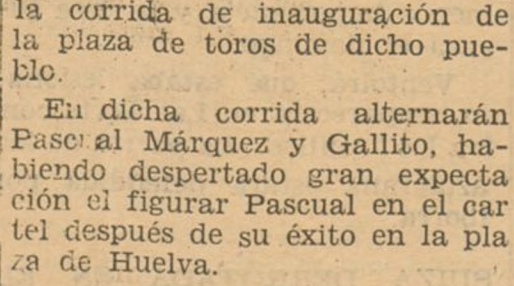 la corrida de inauguración de
la plaza de toros de dicho pue-
blo.
En dicha corrida alternarán
Pascual Márquez y Gallito, ha-
biendo despertado gran expecta
ción el figurar Pascual en el car
tel después de su éxito en la pla
za de Huelva.